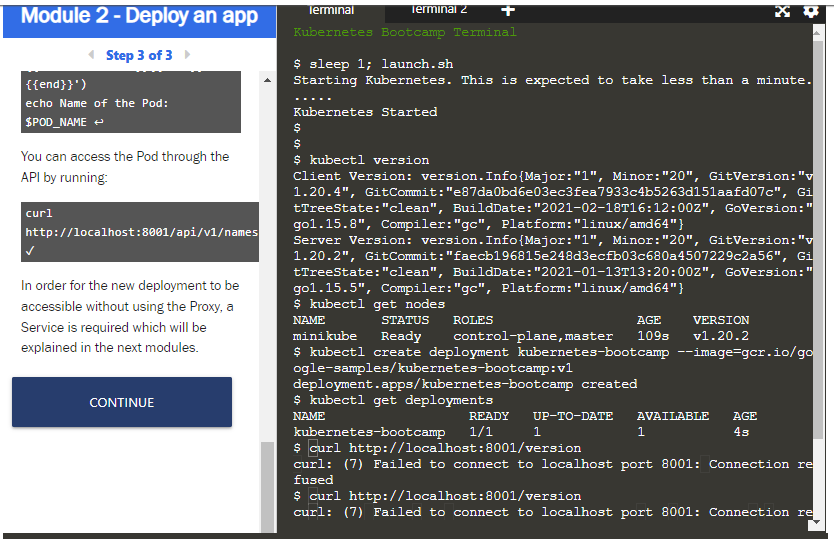 Module 2 - Deploy an app
Step 3 of 3
{{end}}')
echo Name of the Pod:
$POD_NAME ↩
You can access the Pod through the
API by running:
curl
http://localhost:8001/api/v1/names
✓
In order for the new deployment to be
accessible without using the Proxy, a
Service is required which will be
explained in the next modules.
CONTINUE
Terminal
Terminal 2
+
Kubernetes Bootcamp Terminal
$ sleep 1; launch.sh
Starting Kubernetes. This is expected to take less than a minute.
.....
Kubernetes Started
$
$
$ kubectl version
Client Version: version.Info{Major:"1", Minor:"20", GitVersion:"v
1.20.4", GitCommit:"e87da0bd6e03ec3fea7933c4b5263d151aafd07c", Gi
tTreeState:"clean", BuildDate:"2021-02-18T16:12:00Z", GoVersion:"
go1.15.8", Compiler:"gc", Platform:"linux/amd64"}
Server Version: version.Info{Major:"1", Minor:"20", GitVersion:"v
1.20.2", GitCommit:"faecb196815e248d3ecfb03c680a4507229c2a56", Gi
tTreeState:"clean", BuildDate:"2021-01-13T13:20:00Z", GoVersion:"
go1.15.5", Compiler:"gc", Platform:"linux/amd64"}
$ kubectl get nodes
NAME STATUS ROLES AGE VERSION
minikube Ready control-plane,master 109s v1.20.2
$ kubectl create deployment kubernetes-bootcamp --image=gcr.io/go
ogle-samples/kubernetes-bootcamp:v1
deployment.apps/kubernetes-bootcamp created
$ kubectl get deployments
NAME READY UP-TO-DATE AVAILABLE AGE
kubernetes-bootcamp 1/1 1 1 4s
$ curl http://localhost:8001/version
curl: (7) Failed to connect to localhost port 8001: Connection re
fused
$ curl http://localhost:8001/version
curl: (7) Failed to connect to localhost port 8001: Connection re